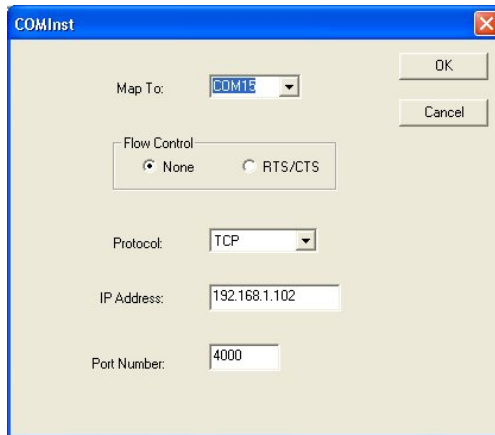 COMInst
OK
Map To: COM15
Cancel
Flow Control
None RTS/CTS
Protocol: TCP
IP Address: 192.168.1.102
Port Number: 4000